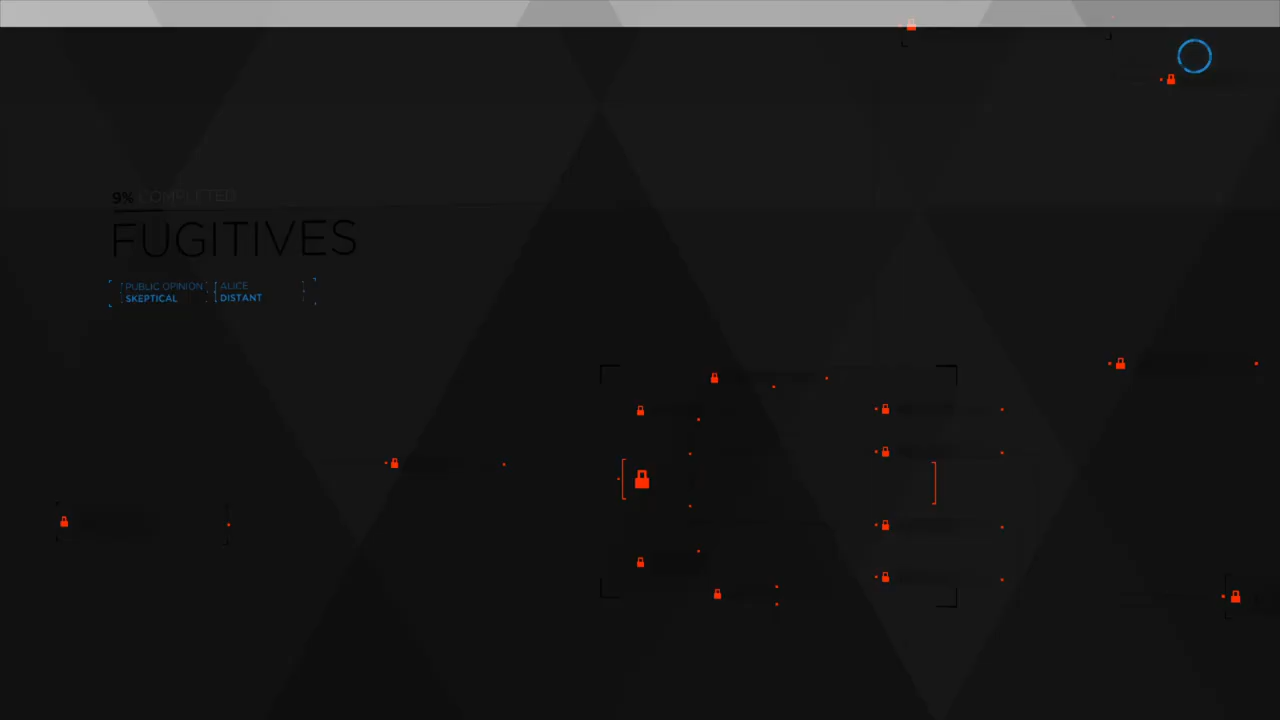 9% COMPLETED
FUGITIVES
PUBLIC OPINION ALICE
SKEPTICAL DISTANT